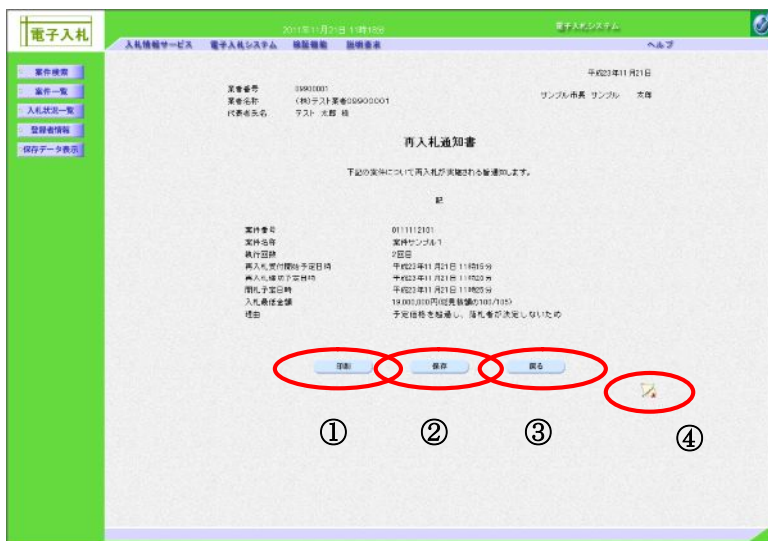 電子入札
2011年11月21日 11時16分
電子入札システム
入札情報サービス 電子入札システム 検証機能 説明要求 ヘルプ
案件検索
案件一覧
入札状況一覧
登録者情報
保存データ表示
平成23年11月21日
業者番号 09900001
業者名称 (株)テスト業者09900001
代表者氏名 テスト 太郎 様
サンプル市長 サンプル 太郎
再入札通知書
下記の案件について再入札が実施される旨通知します。
記
案件番号 0111112101
案件名称 案件サンプル1
執行回数 2回目
再入札受付開始予定日時 平成23年11月21日 11時15分
再入札締切予定日時 平成23年11月21日 11時20分
開札予定日時 平成23年11月21日 11時25分
入札最低金額 19,000,000円(総見積額の100/105)
理由 予定価格を超過し、落札者が決定しないため
印刷 保存 戻る
① ② ③ ④